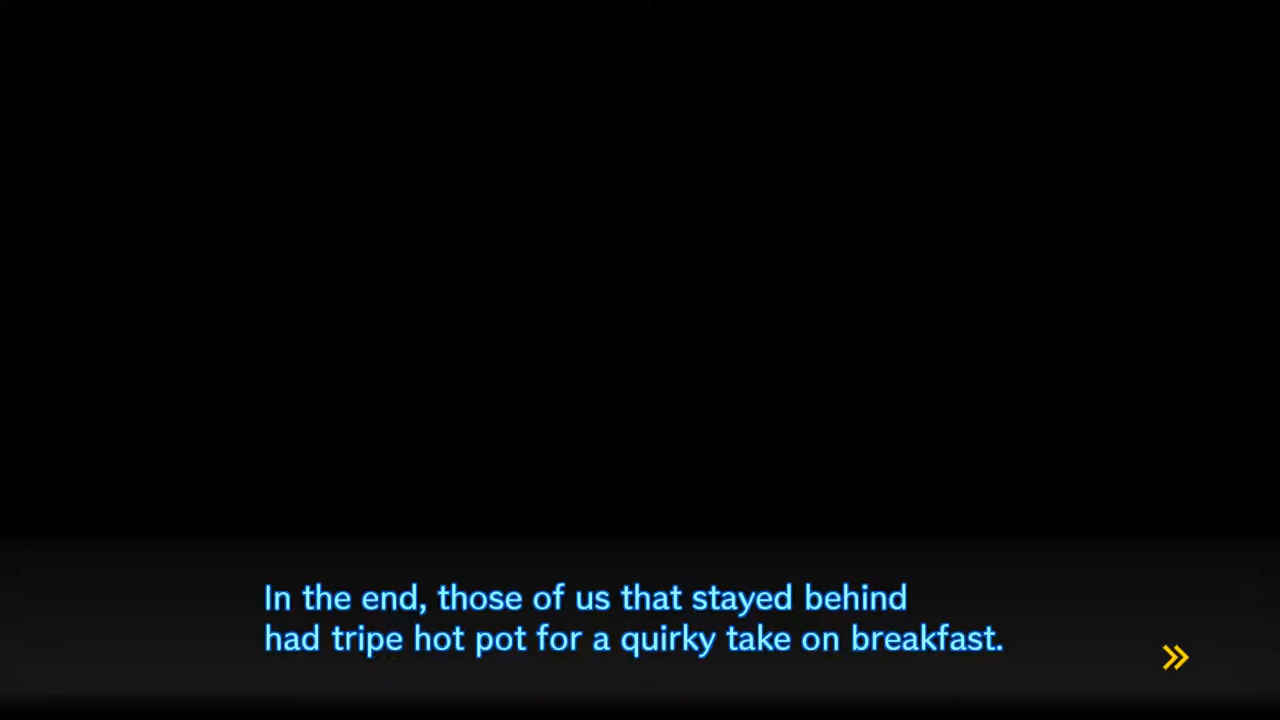 In the end, those of us that stayed behind
had tripe hot pot for a quirky take on breakfast.